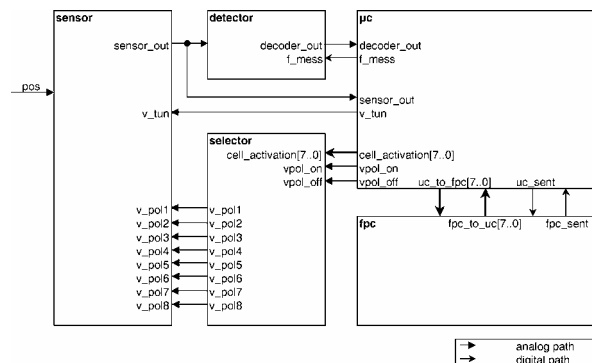 sensor
detector
µc
sensor_out
decoder_out
decoder_out
f_mess
f_mess
pos
sensor_out
v_tun
v_tun
selector
cell_activation[7..0]
cell_activation[7..0]
vpol_on
vpol_on
vpol_off
vpol_off
uc_to_fpc[7..0]
uc_sent
v_pol1
v_pol1
v_pol2
v_pol2
v_pol3
v_pol3
v_pol4
v_pol4
v_pol5
v_pol5
v_pol6
v_pol6
v_pol7
v_pol7
v_pol8
v_pol8
fpc
fpc_to_uc[7..0]
fpc_sent
analog path
digital path